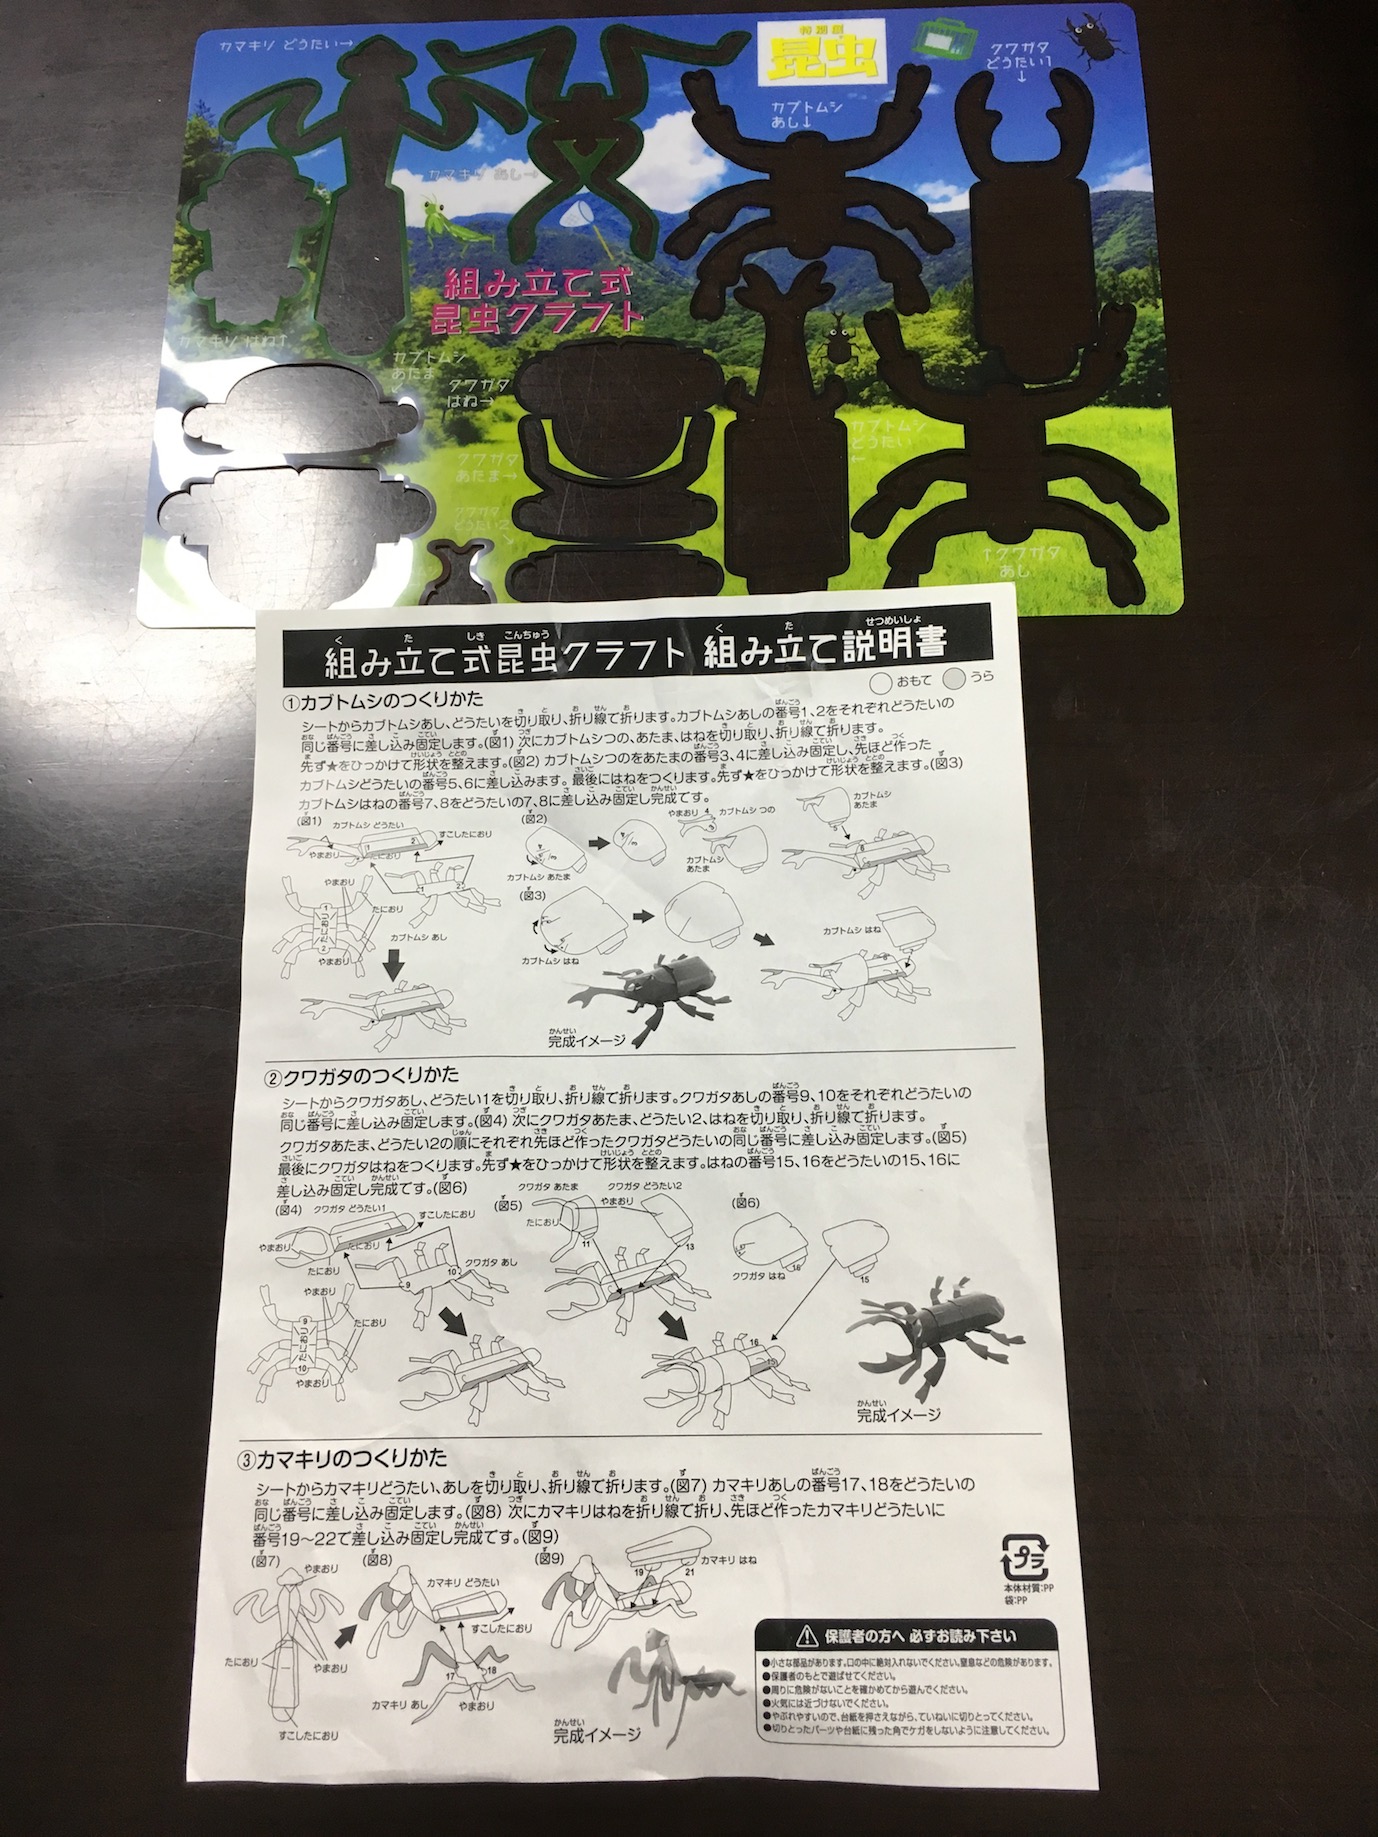 カマキリ どうたい→
特別展
昆虫
クワガタ
どうたい1
↓
カブトムシ
あし↓
カマキリ あし→
組み立て式
昆虫クラフト
カマキリ はね↑
カブトムシ
あたま
クワガタ
はね→
カブトムシ
どうたい
←
クワガタ
あたま→
クワガタ
どうたい2
↑クワガタ
あし
組み立て式昆虫クラフト 組み立て説明書
おもて うら
①カブトムシのつくりかた
シートからカブトムシあし、どうたいを切り取り、折り線で折ります。カブトムシあしの番号1、2をそれぞれどうたいの
同じ番号に差し込み固定します。(図1) 次にカブトムシつの、あたま、はねを切り取り、折り線で折ります。
先ず★をひっかけて形状を整えます。(図2) カブトムシつのをあたまの番号3、4に差し込み固定し、先ほど作った
カブトムシどうたいの番号5、6に差し込みます。最後にはねをつくります。先ず★をひっかけて形状を整えます。(図3)
カブトムシはねの番号7、8をどうたいの7、8に差し込み固定し完成です。
(図1)
カブトムシ どうたい
すこしたにおり
やまおり
たにおり
やまおり
たにおり
たにおり
やまおり
カブトムシ あし
(図2)
カブトムシ あたま
やまおり
カブトムシ つの
カブトムシ
あたま
カブトムシ
あたま
(図3)
カブトムシ はね
カブトムシ はね
完成イメージ
②クワガタのつくりかた
シートからクワガタあし、どうたい1を切り取り、折り線で折ります。クワガタあしの番号9、10をそれぞれどうたいの
同じ番号に差し込み固定します。(図4) 次にクワガタあたま、どうたい2、はねを切り取り、折り線で折ります。
クワガタあたま、どうたい2の順にそれぞれ先ほど作ったクワガタどうたいの同じ番号に差し込み固定します。(図5)
最後にクワガタはねをつくります。先ず★をひっかけて形状を整えます。はねの番号15、16をどうたいの15、16に
差し込み固定し完成です。(図6)
(図4)
クワガタ どうたい1
すこしたにおり
やまおり
たにおり
たにおり
クワガタ あし
9
10
やまおり
たにおり
9
たにおり
10
やまおり
(図5)
クワガタ あたま
クワガタ どうたい2
やまおり
たにおり
11
13
(図6)
クワガタ はね
16
15
16
完成イメージ
③カマキリのつくりかた
シートからカマキリどうたい、あしを切り取り、折り線で折ります。(図7) カマキリあしの番号17、18をどうたいの
同じ番号に差し込み固定します。(図8) 次にカマキリはねを折り線で折り、先ほど作ったカマキリどうたいに
番号19〜22で差し込み固定し完成です。(図9)
(図7)
やまおり
たにおり
やまおり
すこしたにおり
(図8)
カマキリ どうたい
すこしたにおり
17
18
カマキリ あし
やまおり
(図9)
カマキリ はね
19
21
完成イメージ
プラ
本体材質:PP
袋:PP
保護者の方へ 必ずお読み下さい
●小さな部品があります。口の中に絶対入れないでください。窒息などの危険があります。
●保護者のもとで遊ばせてください。
●周りに危険がないことを確かめてから遊んでください。
●火気には近づけないでください。
●やぶれやすいので、台紙を押さえながら、ていねいに切りとってください。
●切りとったパーツや台紙に残った角でケガをしないように注意してください。